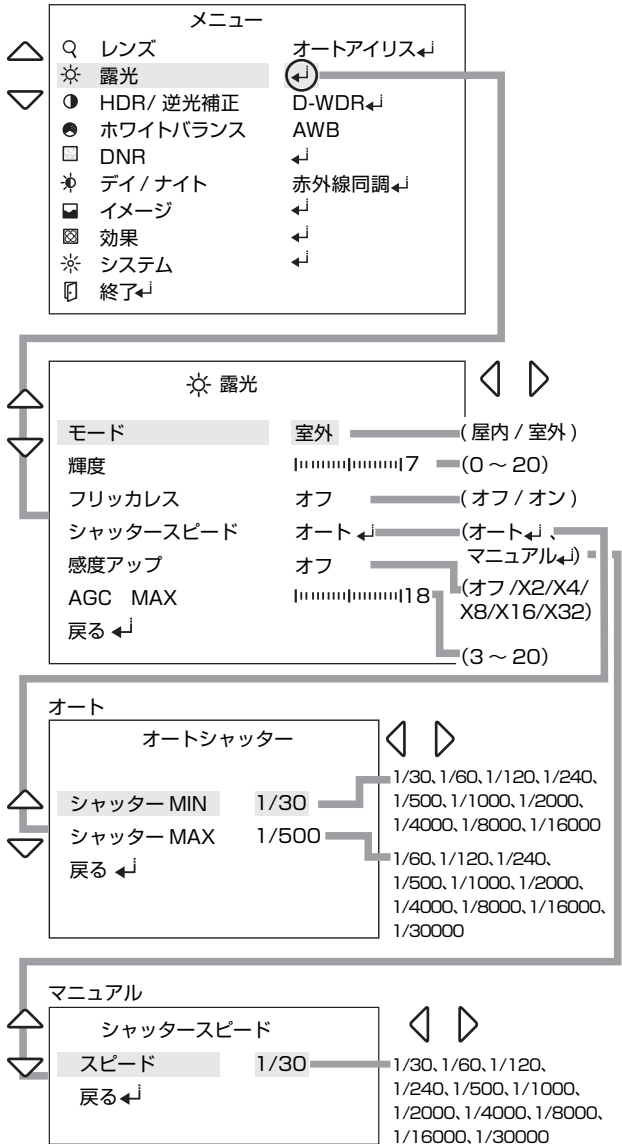 メニュー
レンズ オートアイリス↲
露光 ↲
HDR/ 逆光補正 D-WDR↲
ホワイトバランス AWB
DNR ↲
デイ / ナイト 赤外線同調↲
イメージ ↲
効果 ↲
システム ↲
終了↲
露光
モード 室外 ( 屋内 / 室外 )
輝度 7 (0 ～ 20)
フリッカレス オフ ( オフ / オン )
シャッタースピード オート ↲ (オート↲ 、
マニュアル↲)
感度アップ オフ (オフ /X2/X4/
X8/X16/X32)
AGC MAX 18
戻る ↲
(3 ～ 20)
オート
オートシャッター
シャッター MIN 1/30
1/30、1/60、1/120、1/240、
1/500、1/1000、1/2000、
1/4000、1/8000、1/16000
シャッター MAX 1/500
戻る ↲
1/60、1/120、1/240、
1/500、1/1000、1/2000、
1/4000、1/8000、1/16000、
1/30000
マニュアル
シャッタースピード
スピード 1/30
戻る↲
1/30、1/60、1/120、
1/240、1/500、1/1000、
1/2000、1/4000、1/8000、
1/16000、1/30000